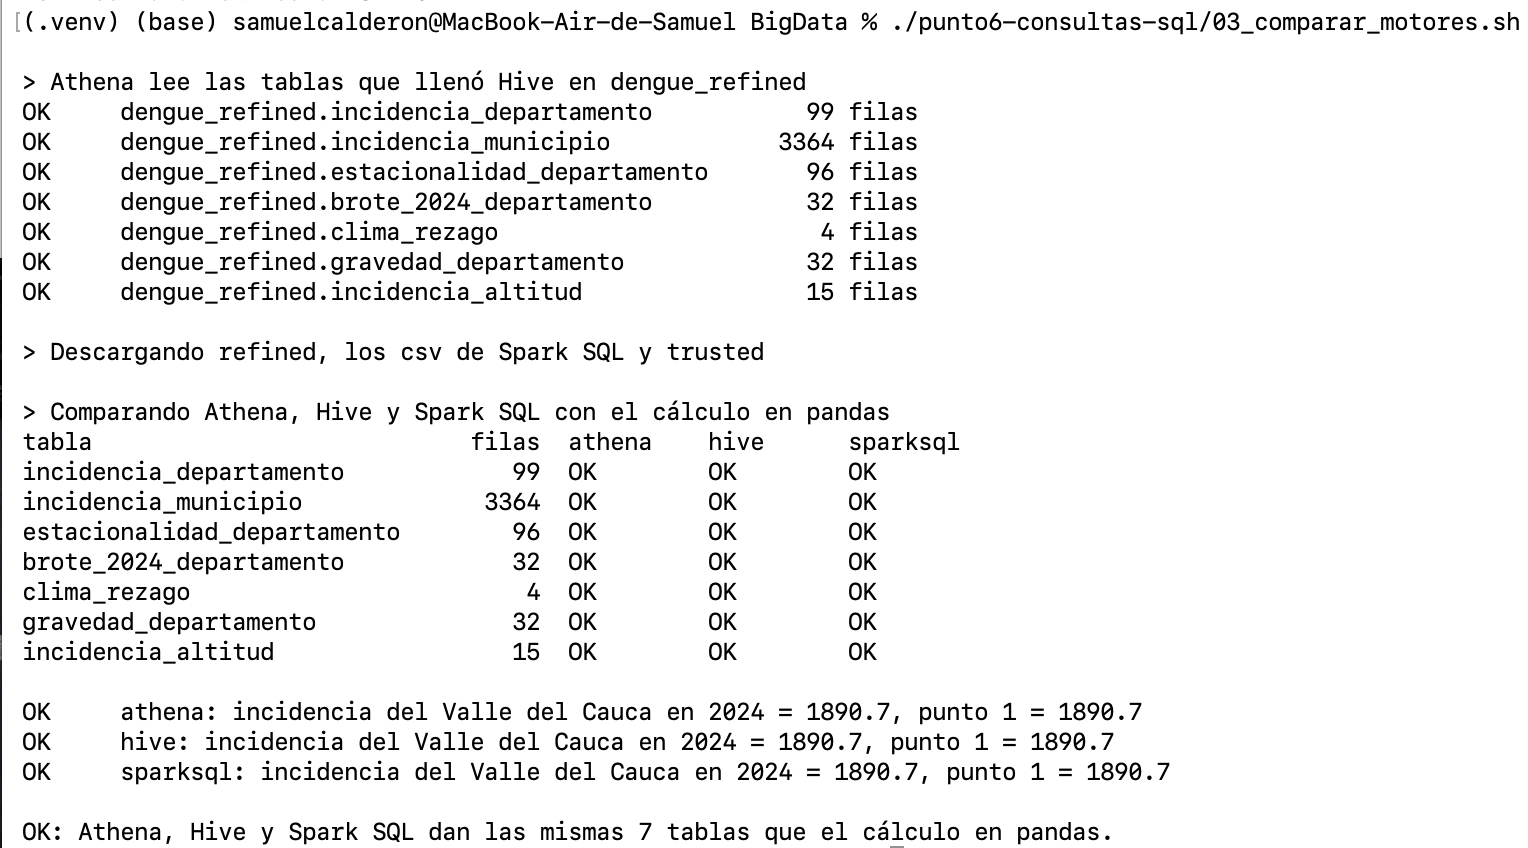 (.venv) (base) samuelcalderon@MacBook-Air-de-Samuel BigData % ./punto6-consultas-sql/03_comparar_motores.sh
> Athena lee las tablas que llenó Hive en dengue_refined
OK     dengue_refined.incidencia_departamento           99 filas
OK     dengue_refined.incidencia_municipio            3364 filas
OK     dengue_refined.estacionalidad_departamento       96 filas
OK     dengue_refined.brote_2024_departamento           32 filas
OK     dengue_refined.clima_rezago                       4 filas
OK     dengue_refined.gravedad_departamento             32 filas
OK     dengue_refined.incidencia_altitud                15 filas
> Descargando refined, los csv de Spark SQL y trusted
> Comparando Athena, Hive y Spark SQL con el cálculo en pandas
tabla                           filas  athena    hive      sparksql
incidencia_departamento            99  OK        OK        OK
incidencia_municipio             3364  OK        OK        OK
estacionalidad_departamento        96  OK        OK        OK
brote_2024_departamento            32  OK        OK        OK
clima_rezago                        4  OK        OK        OK
gravedad_departamento              32  OK        OK        OK
incidencia_altitud                 15  OK        OK        OK
OK     athena: incidencia del Valle del Cauca en 2024 = 1890.7, punto 1 = 1890.7
OK     hive: incidencia del Valle del Cauca en 2024 = 1890.7, punto 1 = 1890.7
OK     sparksql: incidencia del Valle del Cauca en 2024 = 1890.7, punto 1 = 1890.7
OK: Athena, Hive y Spark SQL dan las mismas 7 tablas que el cálculo en pandas.